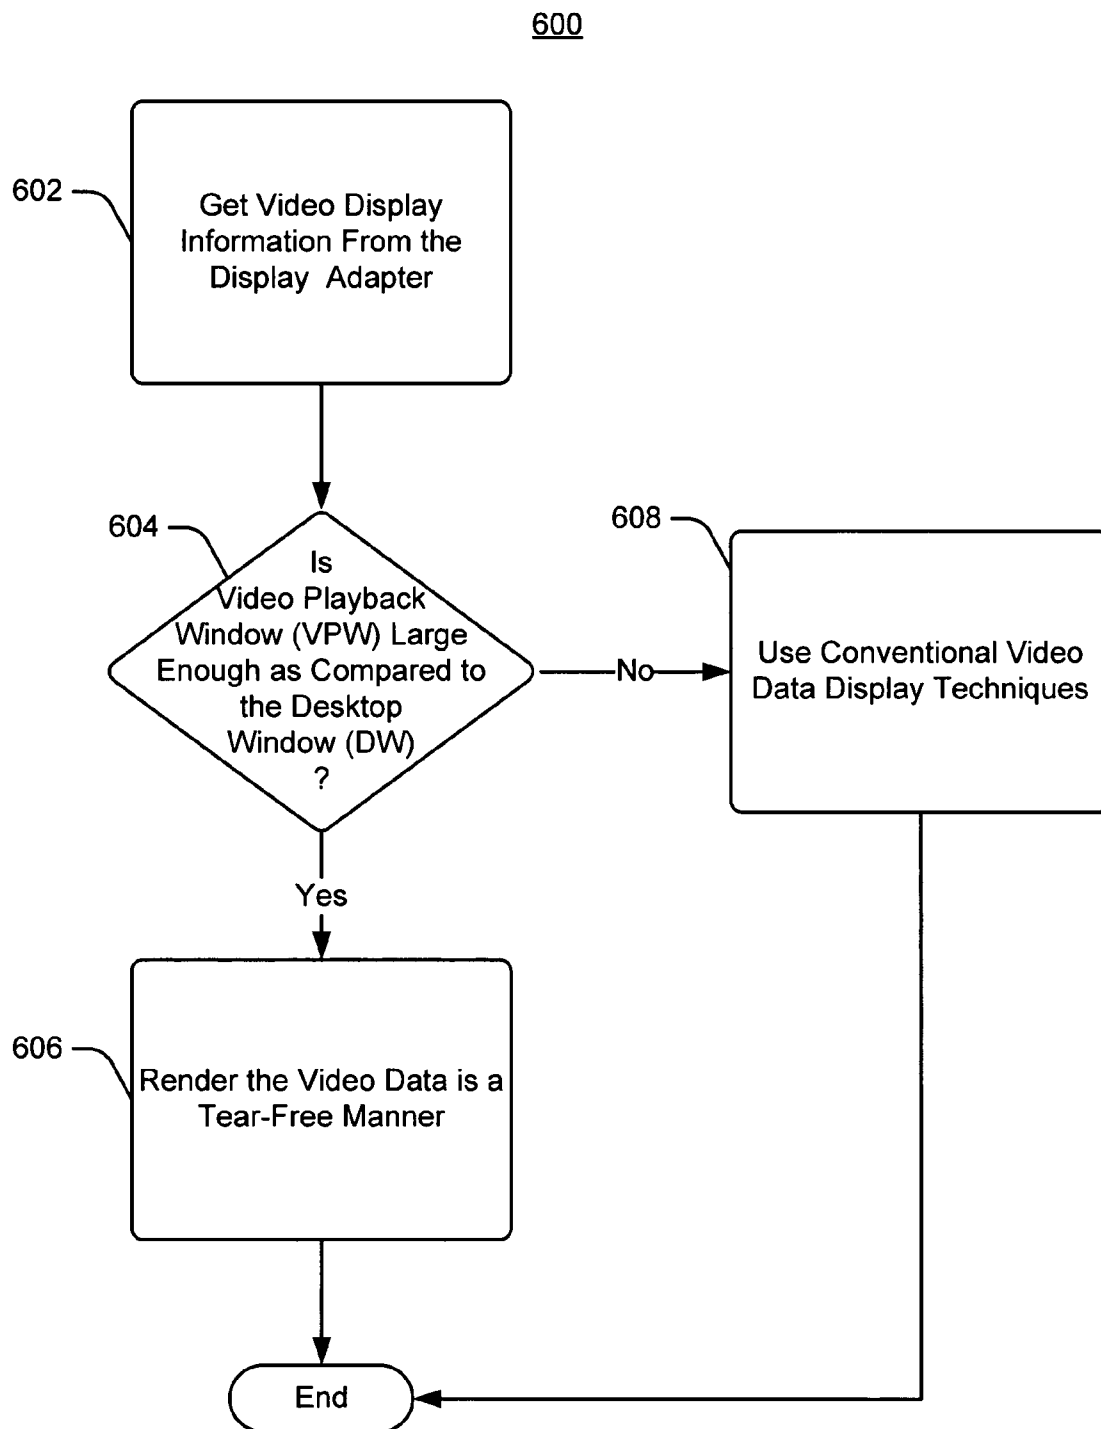 600
602
Get Video Display
Information From the
Display Adapter
604
Is
Video Playback
Window (VPW) Large
Enough as Compared to
the Desktop
Window (DW)
?
No
608
Use Conventional Video
Data Display Techniques
Yes
606
Render the Video Data is a
Tear-Free Manner
End